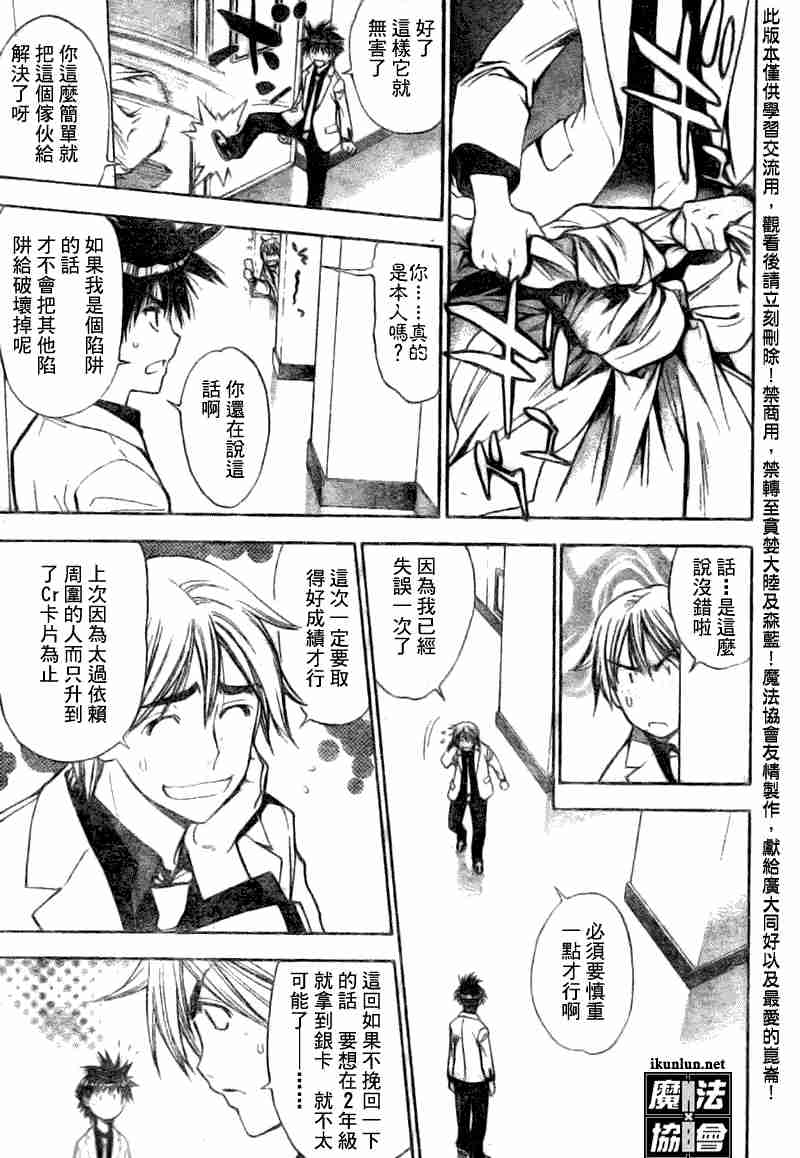 好了
這樣它就
無害了
你這麼簡單就
把這個傢伙給
解決了呀
你……真的
是本人嗎？
你還在說這
話啊
如果我是個陷阱
的話
才不會把其他陷
阱給破壞掉呢
話…是這麼
說沒錯啦
因為我已經
失誤一次了
這次一定要取
得好成績才行
上次因為太過依賴
周圍的人而只升到
了Cr卡片為止
必須要慎重
一點才行啊
這回如果不挽回一下
的話　要想在2年級
就拿到銀卡　就不太
可能了………
此版本僅供學習交流用，觀看後請立刻刪除！禁商用，禁轉至貪婪大陸及森藍！魔法協會友情製作，獻給廣大同好以及最愛的崑崙！
ikunlun.net
魔法
協會